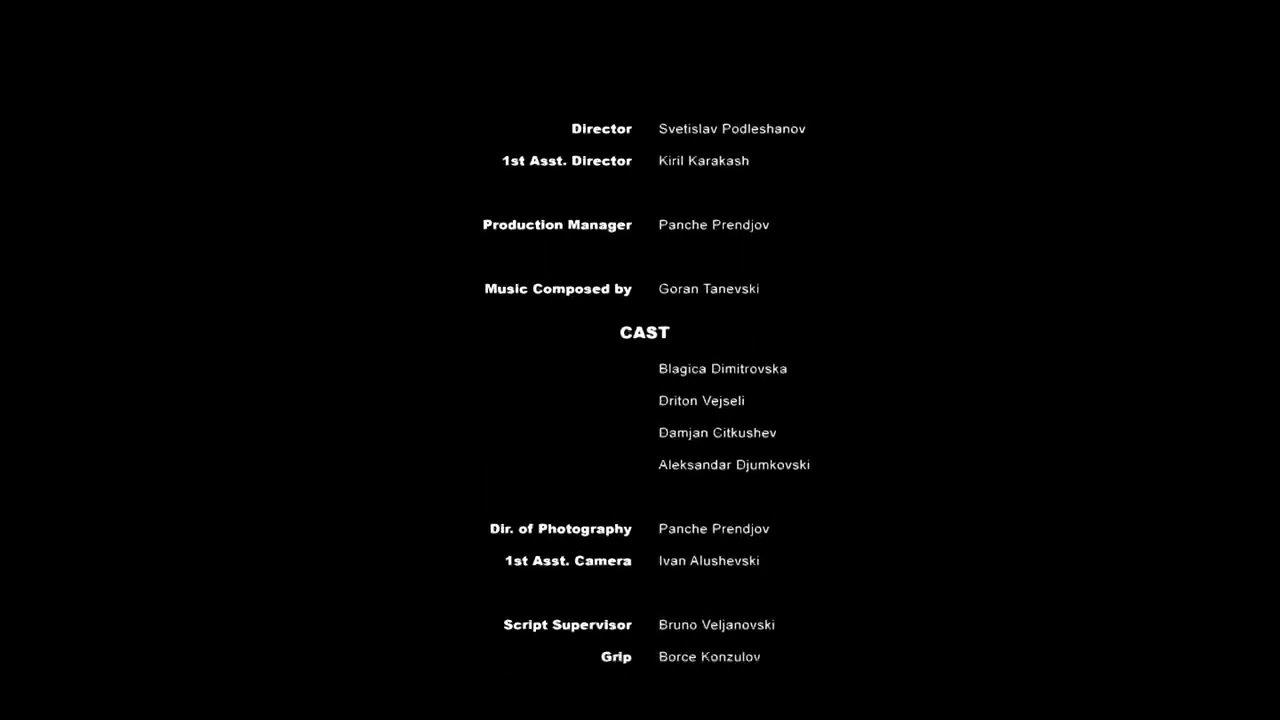 Director Svetislav Podleshanov
1st Asst. Director Kiril Karakash
Production Manager Panche Prendjov
Music Composed by Goran Tanevski
CAST
Blagica Dimitrovska
Driton Vejseli
Damjan Citkushev
Aleksandar Djumkovski
Dir. of Photography Panche Prendjov
1st Asst. Camera Ivan Alushevski
Script Supervisor Bruno Veljanovski
Grip Borce Konzulov